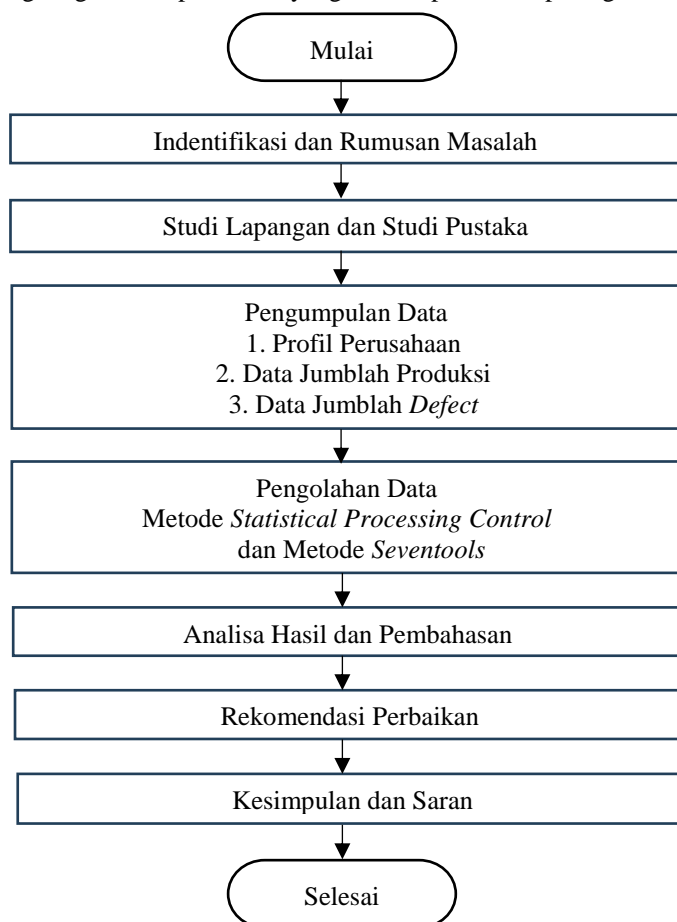 Mulai
Indentifikasi dan Rumusan Masalah
Studi Lapangan dan Studi Pustaka
Pengumpulan Data
1. Profil Perusahaan
2. Data Jumblah Produksi
3. Data Jumblah Defect
Pengolahan Data
Metode Statistical Processing Control
dan Metode Seventools
Analisa Hasil dan Pembahasan
Rekomendasi Perbaikan
Kesimpulan dan Saran
Selesai